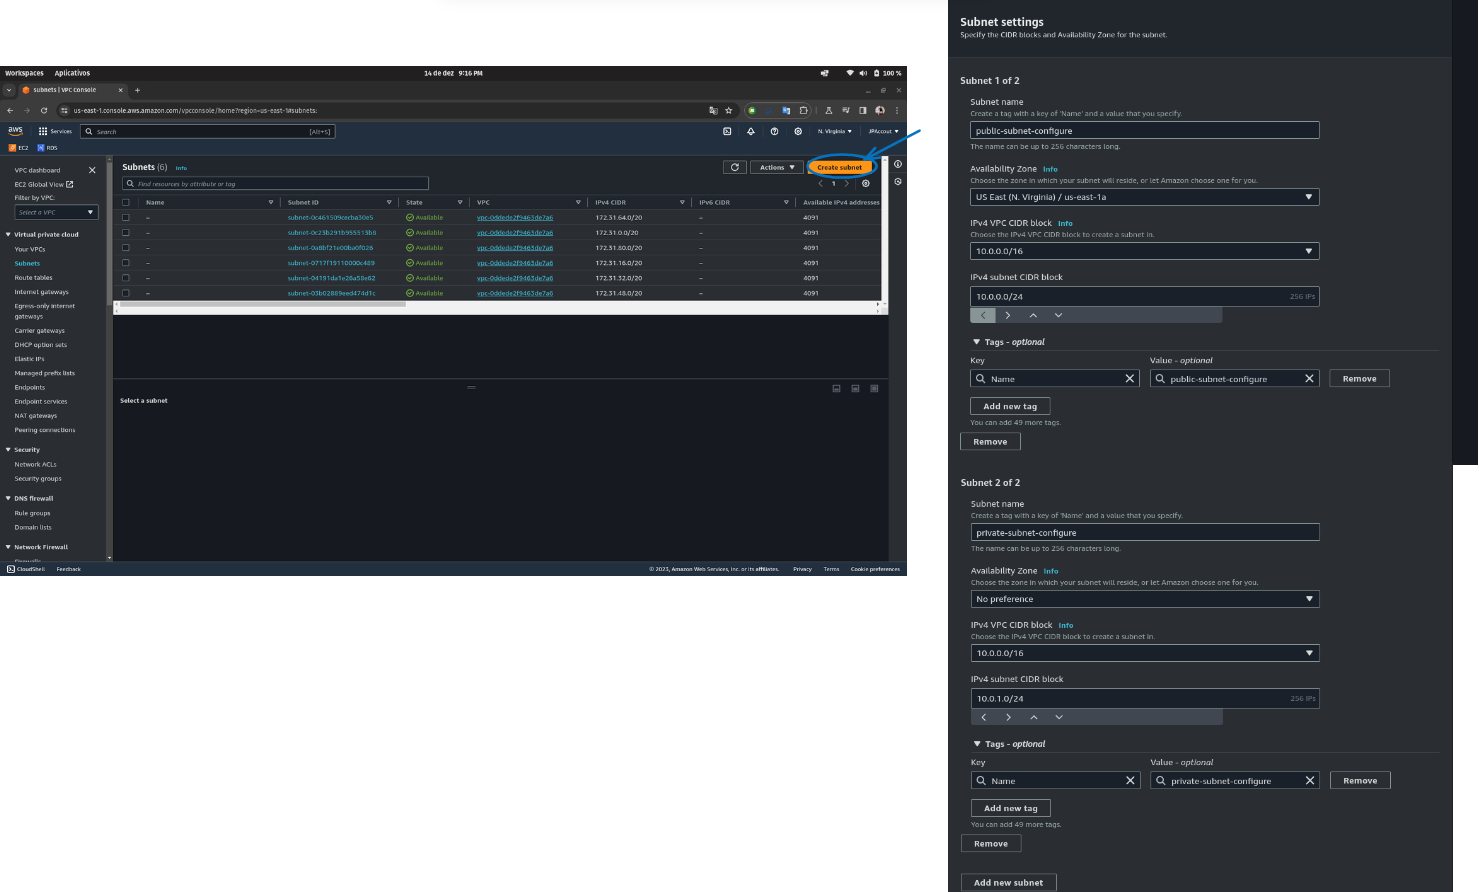 Workspaces Aplicativos 14 de dez 9:16 PM 100 %
subnets | VPC Console
us-east-1.console.aws.amazon.com/vpcconsole/home?region=us-east-1#subnets:
aws Services Search [Alt+S] N. Virginia JPAccout
EC2 RDS
VPC dashboard
EC2 Global View
Filter by VPC:
Select a VPC
Virtual private cloud
Your VPCs
Subnets
Route tables
Internet gateways
Egress-only internet
gateways
Carrier gateways
DHCP option sets
Elastic IPs
Managed prefix lists
Endpoints
Endpoint services
NAT gateways
Peering connections
Security
Network ACLs
Security groups
DNS firewall
Rule groups
Domain lists
Network Firewall
Firewalls
Subnets (6) Info
Actions
Create subnet
Find resources by attribute or tag
1
Name Subnet ID State VPC IPv4 CIDR IPv6 CIDR Available IPv4 addresses
– Available vpc-0ddede2f9463de7a6 172.31.64.0/20 – 4091
– Available vpc-0ddede2f9463de7a6 172.31.0.0/20 – 4091
– Available vpc-0ddede2f9463de7a6 172.31.80.0/20 – 4091
– Available vpc-0ddede2f9463de7a6 172.31.16.0/20 – 4091
– Available vpc-0ddede2f9463de7a6 172.31.32.0/20 – 4091
– Available vpc-0ddede2f9463de7a6 172.31.48.0/20 – 4091
Select a subnet
CloudShell Feedback © 2023, Amazon Web Services, Inc. or its affiliates. Privacy Terms Cookie preferences
Subnet settings
Specify the CIDR blocks and Availability Zone for the subnet.
Subnet 1 of 2
Subnet name
Create a tag with a key of 'Name' and a value that you specify.
public-subnet-configure
The name can be up to 256 characters long.
Availability Zone Info
Choose the zone in which your subnet will reside, or let Amazon choose one for you.
US East (N. Virginia) / us-east-1a
IPv4 VPC CIDR block Info
Choose the IPv4 VPC CIDR block to create a subnet in.
10.0.0.0/16
IPv4 subnet CIDR block
10.0.0.0/24 256 IPs
Tags - optional
Key Value - optional
Name public-subnet-configure Remove
Add new tag
You can add 49 more tags.
Remove
Subnet 2 of 2
Subnet name
Create a tag with a key of 'Name' and a value that you specify.
private-subnet-configure
The name can be up to 256 characters long.
Availability Zone Info
Choose the zone in which your subnet will reside, or let Amazon choose one for you.
No preference
IPv4 VPC CIDR block Info
Choose the IPv4 VPC CIDR block to create a subnet in.
10.0.0.0/16
IPv4 subnet CIDR block
10.0.1.0/24 256 IPs
Tags - optional
Key Value - optional
Name private-subnet-configure Remove
Add new tag
You can add 49 more tags.
Remove
Add new subnet